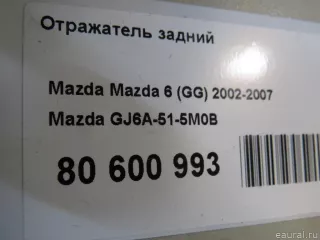 Отражатель задний
Mazda Mazda 6 (GG) 2002-2007
Mazda GJ6A-51-5M0B
80 600 993
eaural.ru